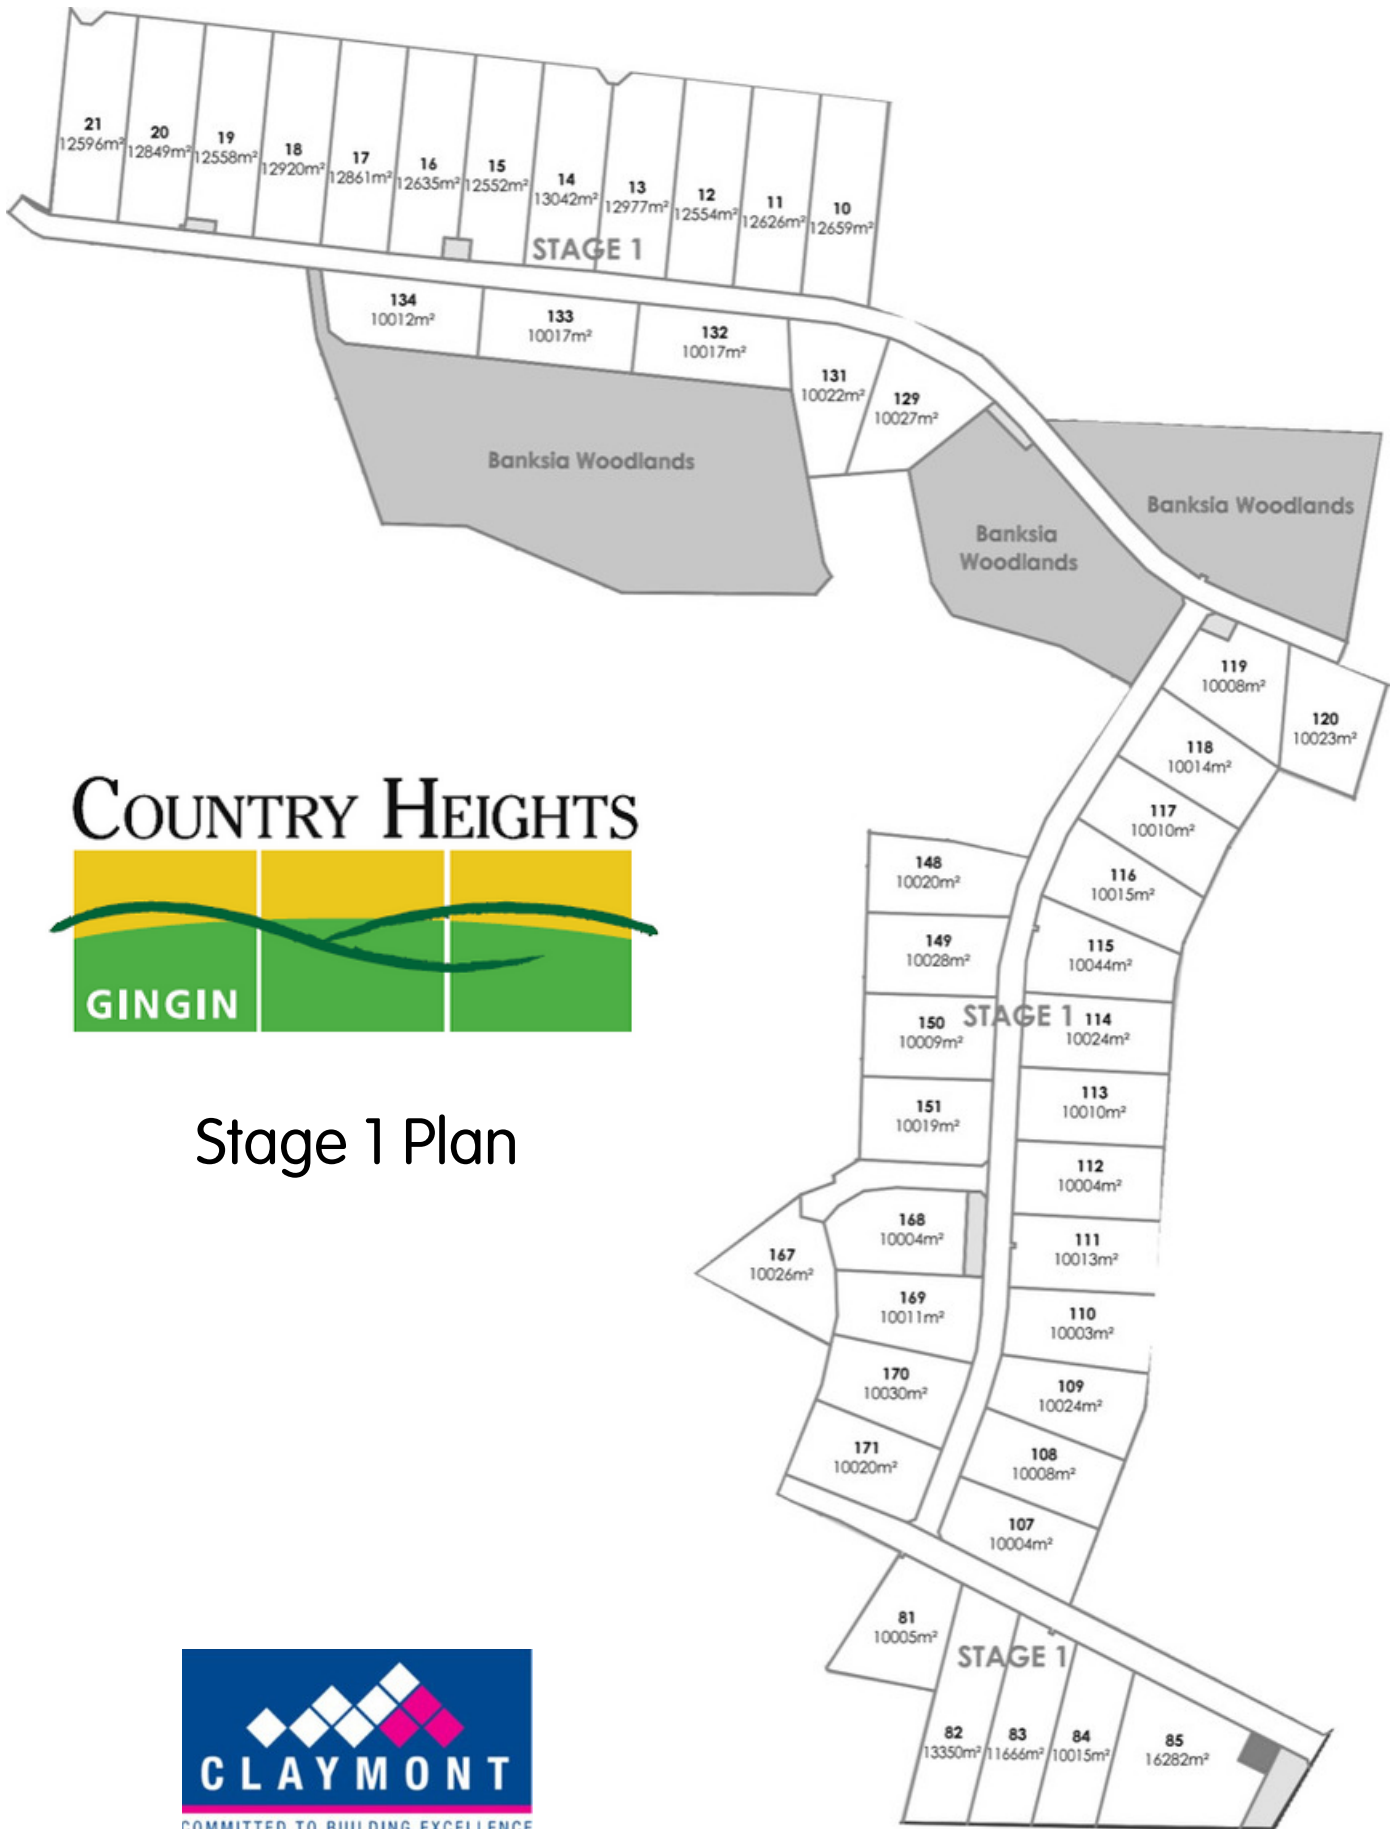 21
12596m²
20
12849m²
19
12558m²
18
12920m²
17
12861m²
16
12635m²
15
12552m²
14
13042m²
13
12977m²
12
12554m²
11
12626m²
10
12659m²
STAGE 1
134
10012m²
133
10017m²
132
10017m²
131
10022m²
129
10027m²
Banksia Woodlands
Banksia
Woodlands
Banksia Woodlands
119
10008m²
120
10023m²
118
10014m²
117
10010m²
116
10015m²
115
10044m²
STAGE 1
114
10024m²
113
10010m²
112
10004m²
111
10013m²
110
10003m²
109
10024m²
108
10008m²
107
10004m²
148
10020m²
149
10028m²
150
10009m²
151
10019m²
168
10004m²
167
10026m²
169
10011m²
170
10030m²
171
10020m²
81
10005m²
STAGE 1
82
13350m²
83
11666m²
84
10015m²
85
16282m²
COUNTRY HEIGHTS
GINGIN
Stage 1 Plan
CLAYMONT
COMMITTED TO BUILDING EXCELLENCE